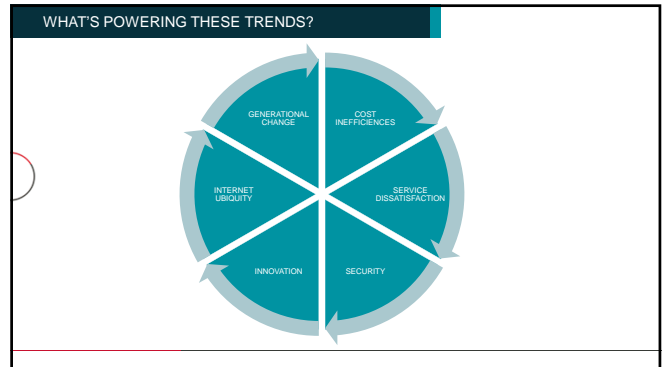 WHAT'S POWERING THESE TRENDS?
GENERATIONAL
CHANGE
COST
INEFFICIENCES
INTERNET
UBIQUITY
SERVICE
DISSATISFACTION
INNOVATION
SECURITY